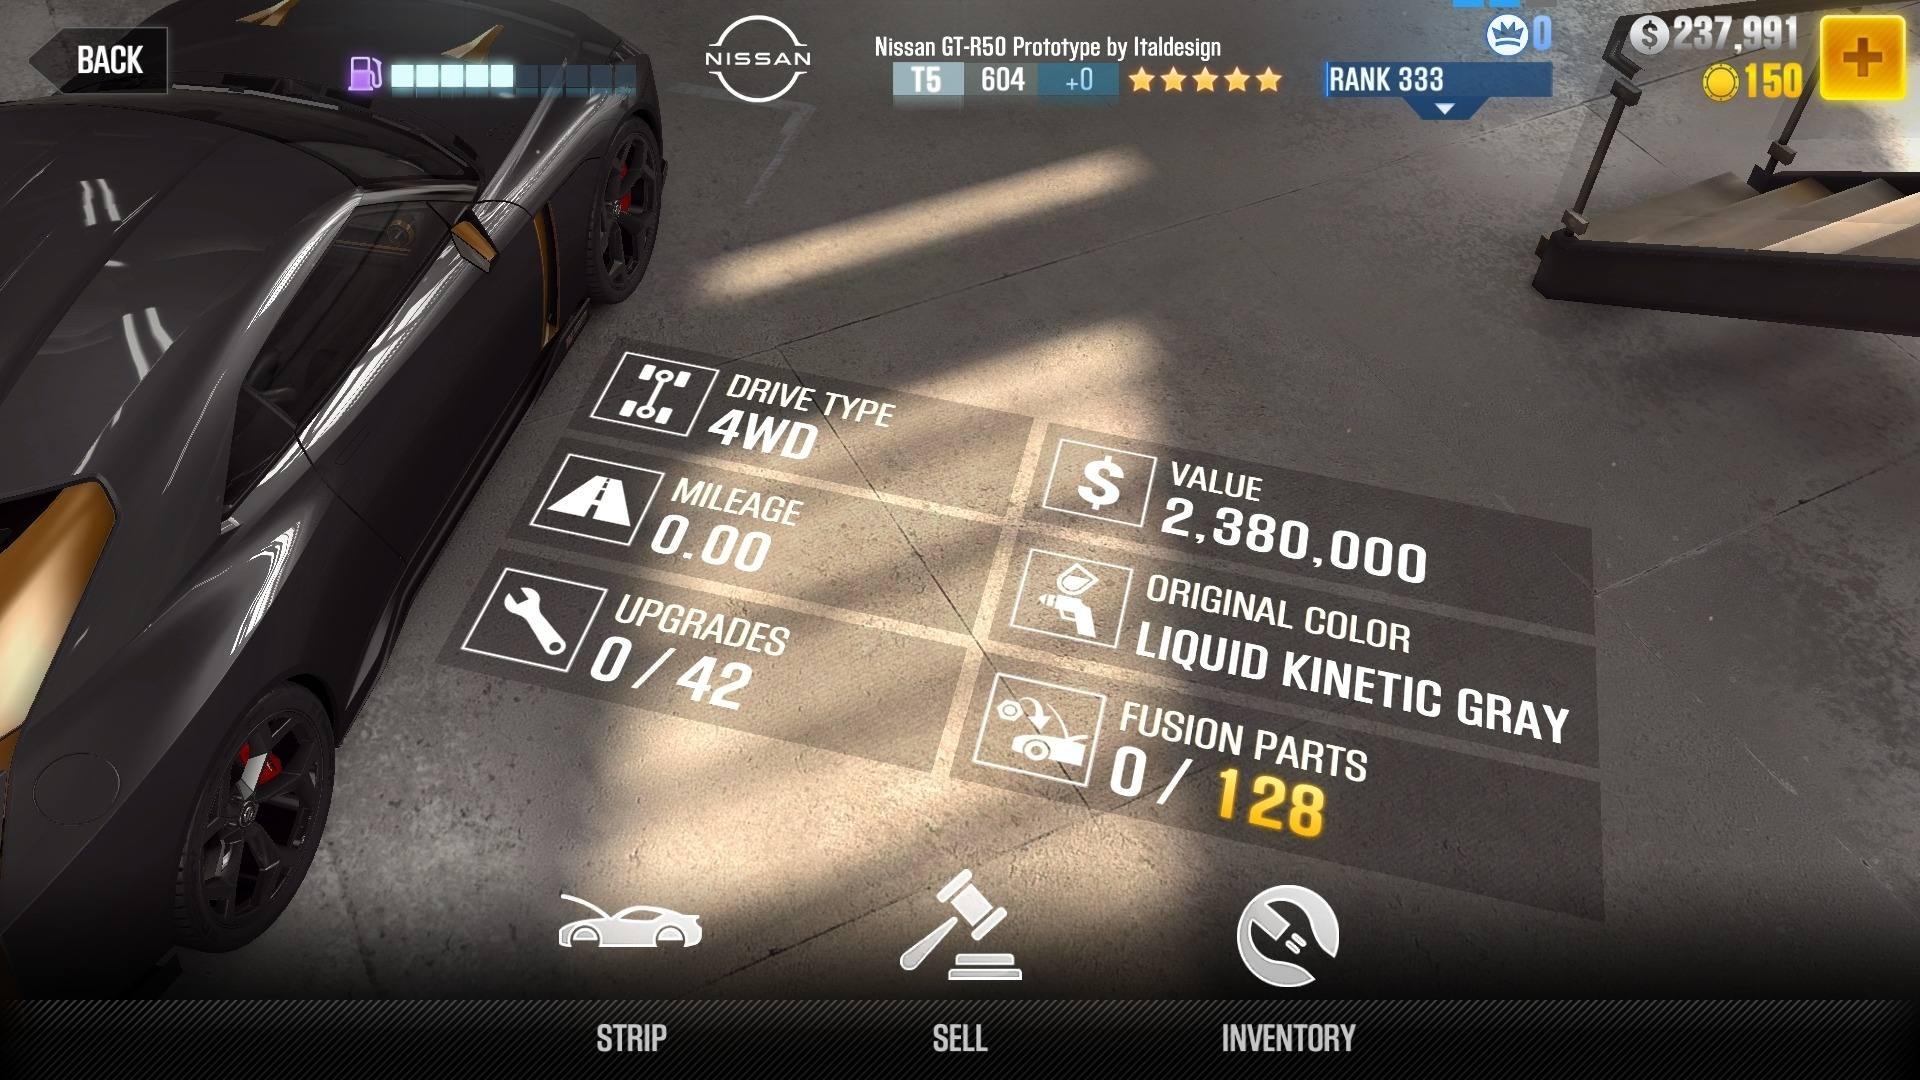 BACK
NISSAN
Nissan GT-R50 Prototype by Italdesign
T5 604 +0
RANK 333
0
237,991
150
DRIVE TYPE
4WD
MILEAGE
0.00
UPGRADES
0 / 42
VALUE
2,380,000
ORIGINAL COLOR
LIQUID KINETIC GRAY
FUSION PARTS
0 / 128
STRIP
SELL
INVENTORY